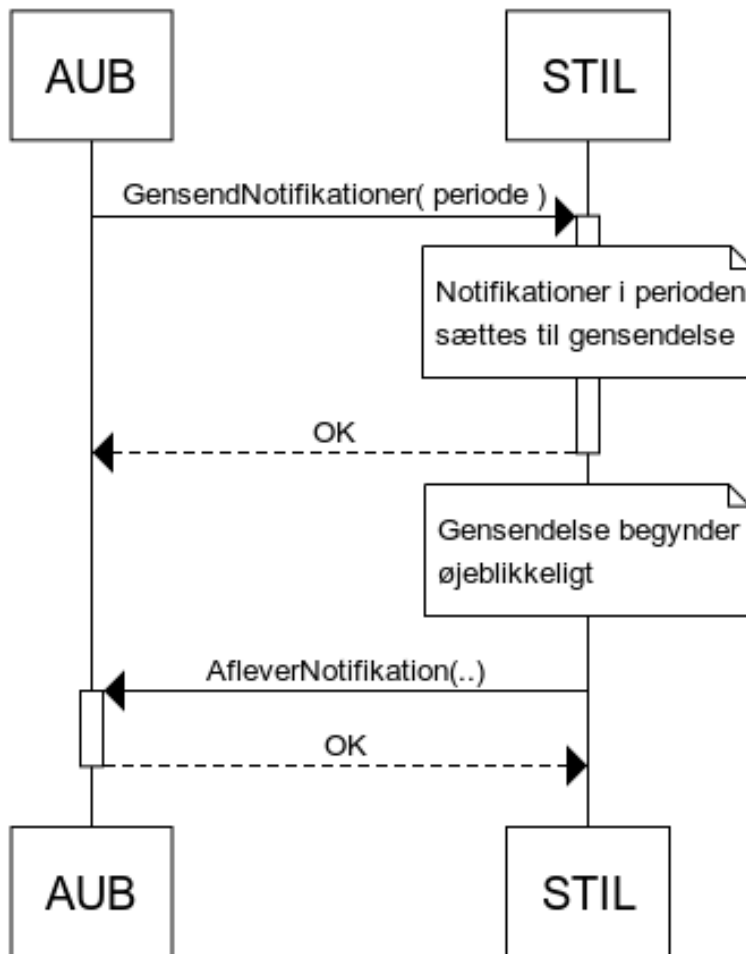 AUB
STIL
GensendNotifikationer( periode )
Notifikationer i perioden
sættes til gensendelse
OK
Gensendelse begynder
øjeblikkeligt
AfleverNotifikation(..)
OK
AUB
STIL